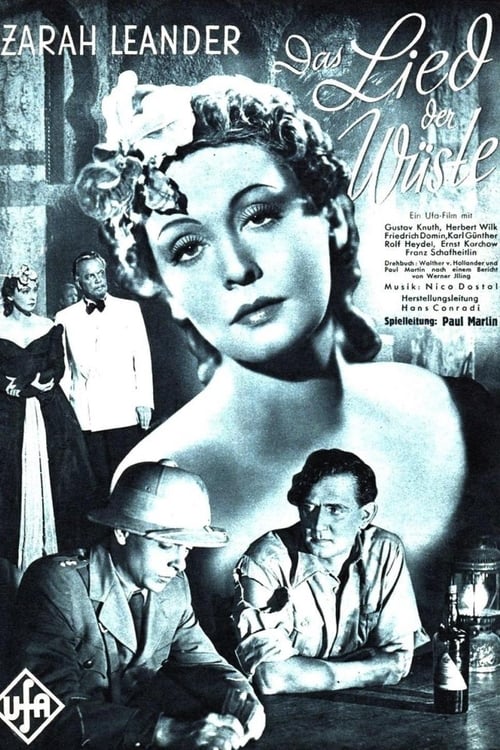 ZARAH LEANDER
Das Lied
der
Wüste
Ein Ufa-Film mit
Gustav Knuth, Herbert Wilk
Friedrich Domin, Karl Günther
Rolf Heydel, Ernst Karchow
Franz Schafheitlin
Drehbuch: Walther v. Hollander und
Paul Martin nach einem Bericht
von Werner Jlling
Musik: Nico Dostal
Herstellungsleitung
Hans Conradi
Spielleitung: Paul Martin
UFA